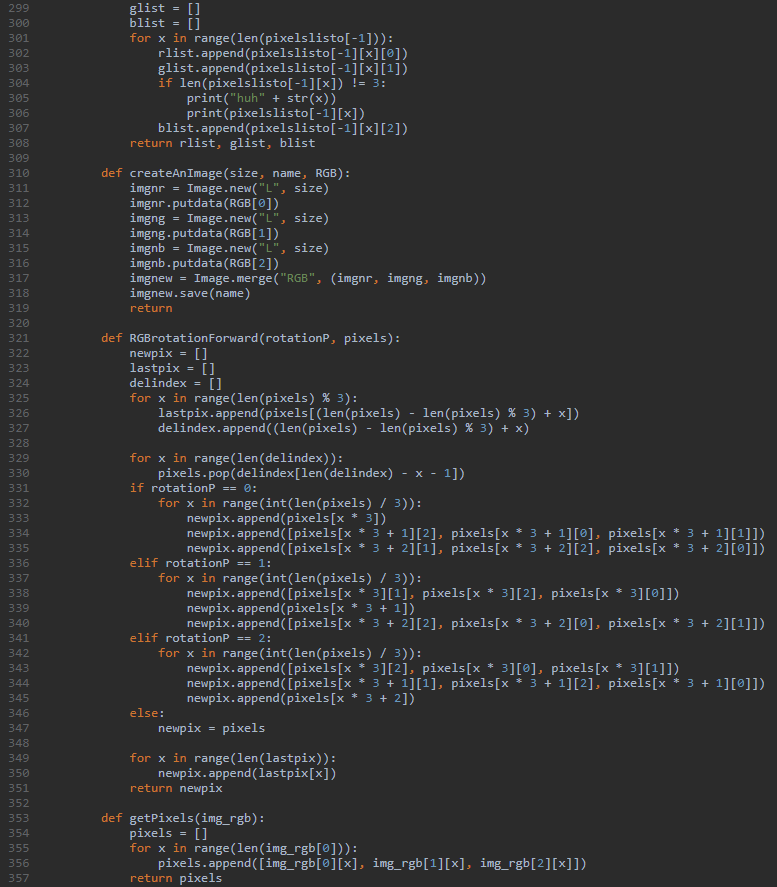 299 glist = []
300 blist = []
301 for x in range(len(pixelslisto[-1])):
302 rlist.append(pixelslisto[-1][x][0])
303 glist.append(pixelslisto[-1][x][1])
304 if len(pixelslisto[-1][x]) != 3:
305 print("huh" + str(x))
306 print(pixelslisto[-1][x])
307 blist.append(pixelslisto[-1][x][2])
308 return rlist, glist, blist
309
310 def createAnImage(size, name, RGB):
311 imgnr = Image.new("L", size)
312 imgnr.putdata(RGB[0])
313 imgng = Image.new("L", size)
314 imgng.putdata(RGB[1])
315 imgnb = Image.new("L", size)
316 imgnb.putdata(RGB[2])
317 imgnew = Image.merge("RGB", (imgnr, imgng, imgnb))
318 imgnew.save(name)
319 return
320
321 def RGBrotationForward(rotationP, pixels):
322 newpix = []
323 lastpix = []
324 delindex = []
325 for x in range(len(pixels) % 3):
326 lastpix.append(pixels[(len(pixels) - len(pixels) % 3) + x])
327 delindex.append((len(pixels) - len(pixels) % 3) + x)
328
329 for x in range(len(delindex)):
330 pixels.pop(delindex[len(delindex) - x - 1])
331 if rotationP == 0:
332 for x in range(int(len(pixels) / 3)):
333 newpix.append(pixels[x * 3])
334 newpix.append([pixels[x * 3 + 1][2], pixels[x * 3 + 1][0], pixels[x * 3 + 1][1]])
335 newpix.append([pixels[x * 3 + 2][1], pixels[x * 3 + 2][2], pixels[x * 3 + 2][0]])
336 elif rotationP == 1:
337 for x in range(int(len(pixels) / 3)):
338 newpix.append([pixels[x * 3][1], pixels[x * 3][2], pixels[x * 3][0]])
339 newpix.append(pixels[x * 3 + 1])
340 newpix.append([pixels[x * 3 + 2][2], pixels[x * 3 + 2][0], pixels[x * 3 + 2][1]])
341 elif rotationP == 2:
342 for x in range(int(len(pixels) / 3)):
343 newpix.append([pixels[x * 3][2], pixels[x * 3][0], pixels[x * 3][1]])
344 newpix.append([pixels[x * 3 + 1][1], pixels[x * 3 + 1][2], pixels[x * 3 + 1][0]])
345 newpix.append(pixels[x * 3 + 2])
346 else:
347 newpix = pixels
348
349 for x in range(len(lastpix)):
350 newpix.append(lastpix[x])
351 return newpix
352
353 def getPixels(img_rgb):
354 pixels = []
355 for x in range(len(img_rgb[0])):
356 pixels.append([img_rgb[0][x], img_rgb[1][x], img_rgb[2][x]])
357 return pixels